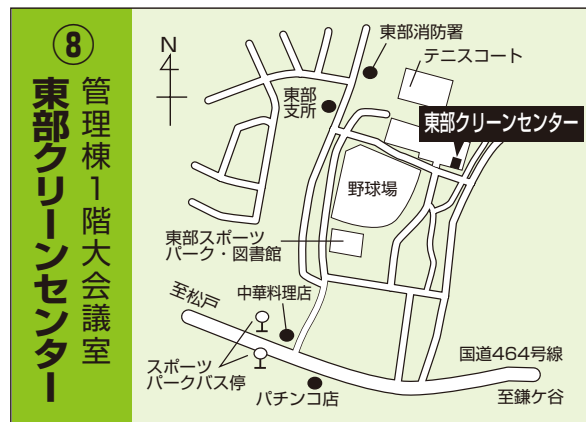 ⑧
東部クリーンセンター
管理棟1階大会議室
N
東部消防署
テニスコート
東部
支所
東部クリーンセンター
野球場
東部スポーツ
パーク・図書館
中華料理店
至松戸
スポーツ
パークバス停
パチンコ店
国道464号線
至鎌ケ谷